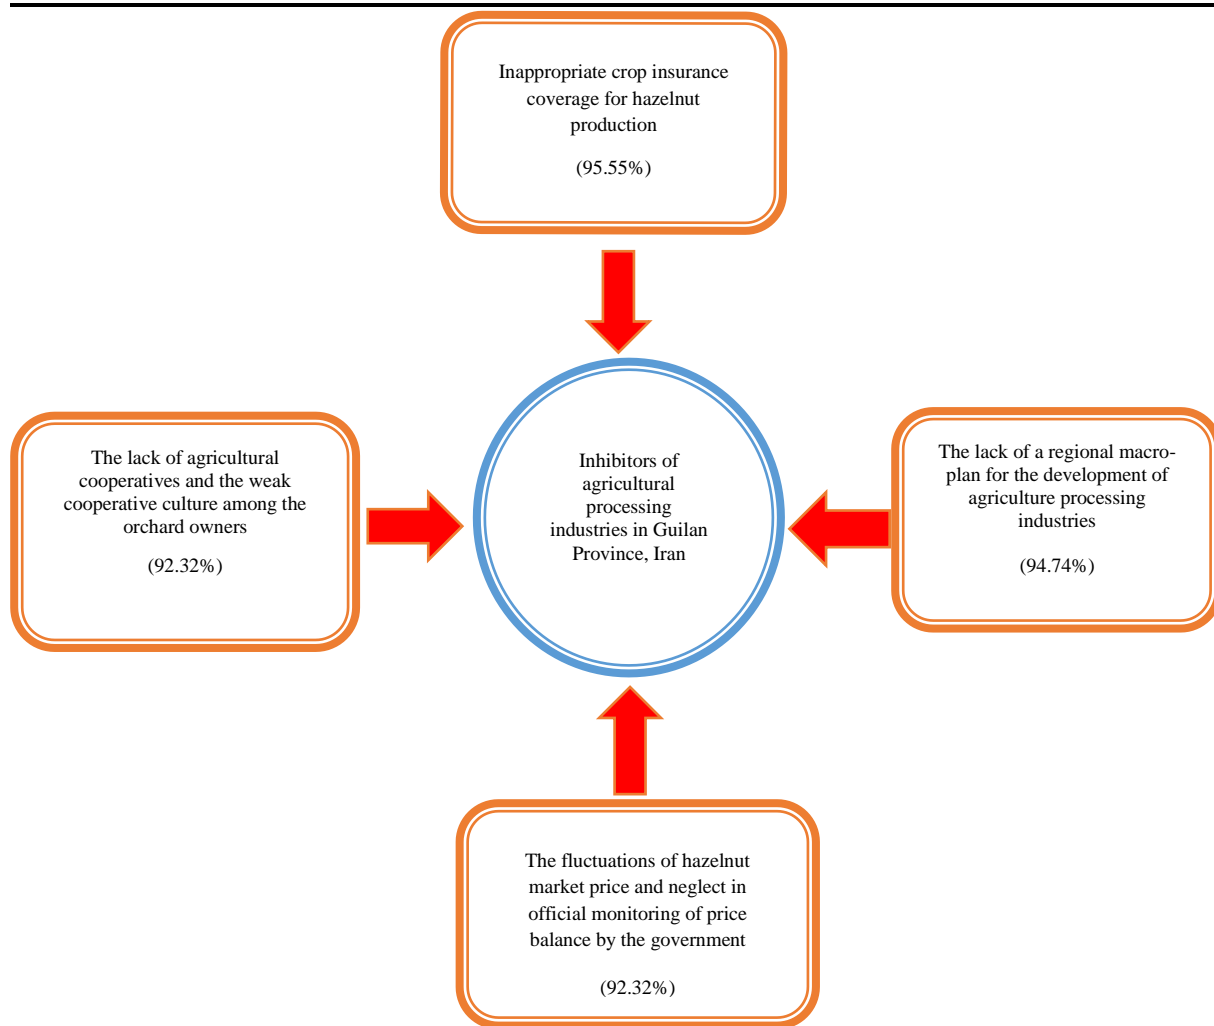 Inappropriate crop insurance
coverage for hazelnut
production
(95.55%)
The lack of agricultural
cooperatives and the weak
cooperative culture among the
orchard owners
(92.32%)
Inhibitors of
agricultural
processing
industries in Guilan
Province, Iran
The lack of a regional macro-
plan for the development of
agriculture processing
industries
(94.74%)
The fluctuations of hazelnut
market price and neglect in
official monitoring of price
balance by the government
(92.32%)